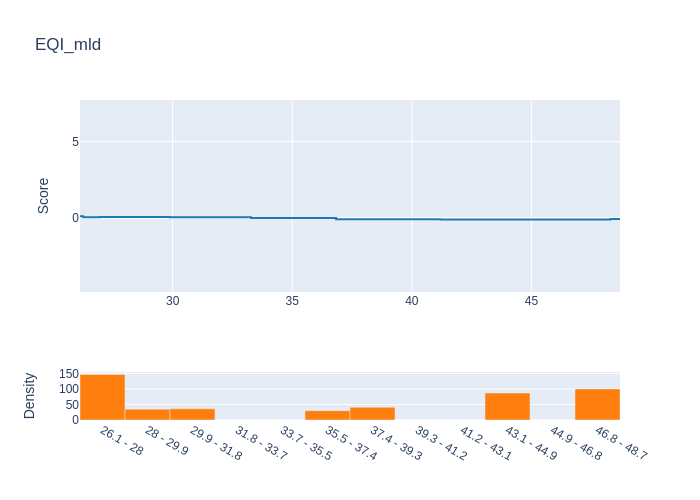 EQI_mld
Score
5
0
30
35
40
45
Density
150
100
50
0
26.1 - 28
28 - 29.9
29.9 - 31.8
31.8 - 33.7
33.7 - 35.5
35.5 - 37.4
37.4 - 39.3
39.3 - 41.2
41.2 - 43.1
43.1 - 44.9
44.9 - 46.8
46.8 - 48.7